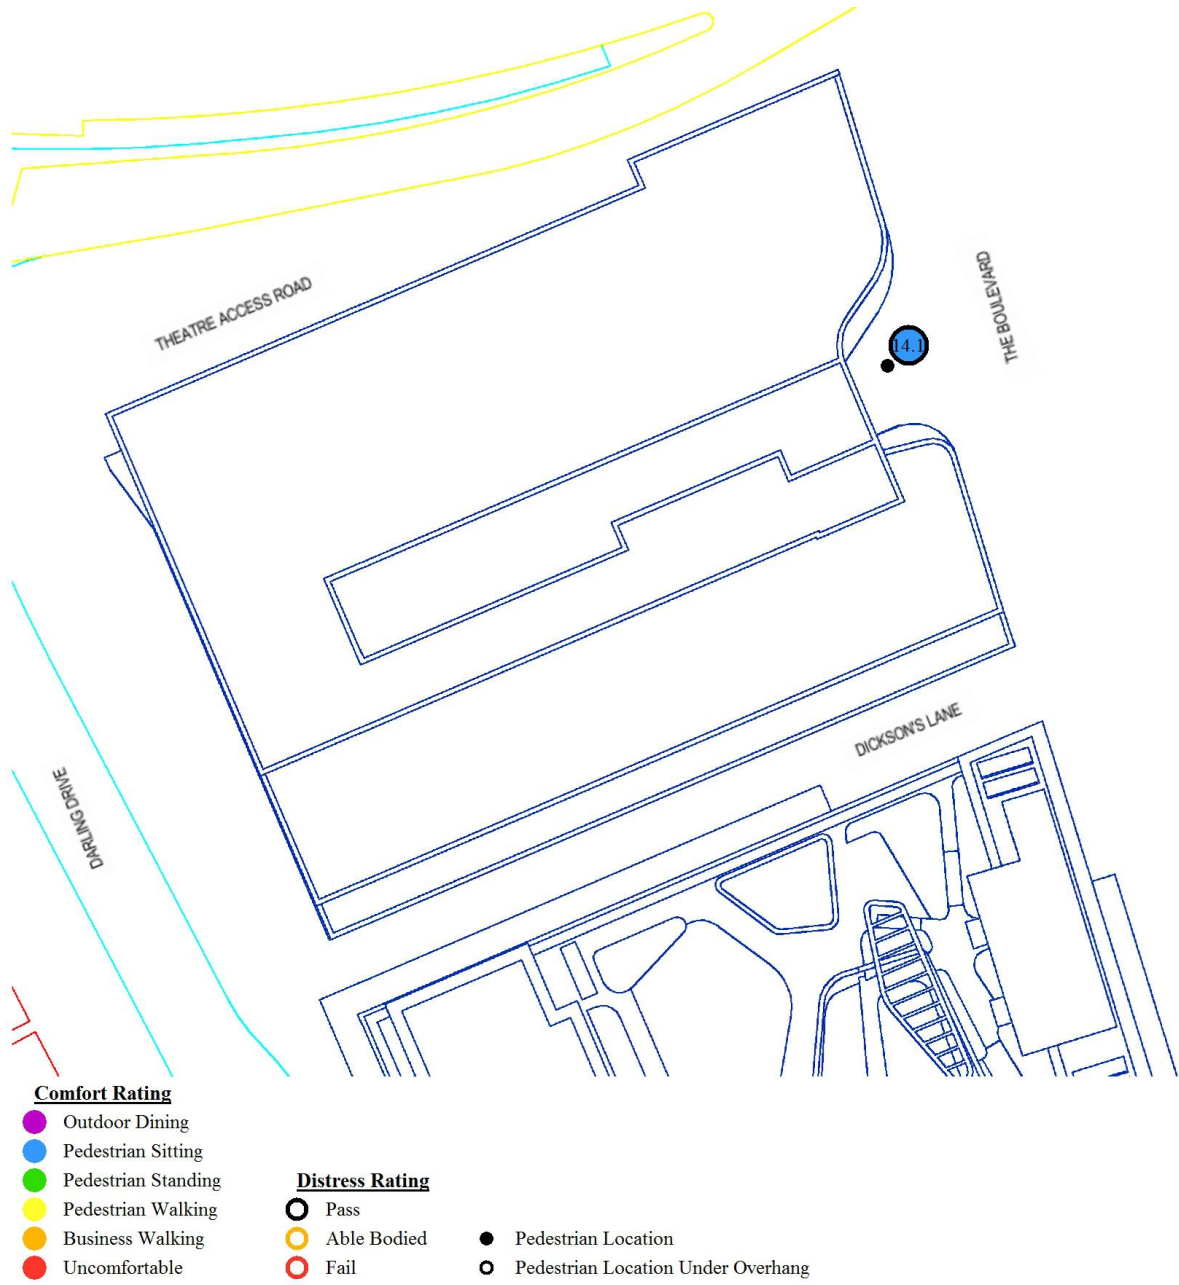 THEATRE ACCESS ROAD
THE BOULEVARD
14.1
DICKSON'S LANE
DARLING DRIVE
Comfort Rating
Outdoor Dining
Pedestrian Sitting
Pedestrian Standing
Pedestrian Walking
Business Walking
Uncomfortable
Distress Rating
Pass
Able Bodied
Fail
Pedestrian Location
Pedestrian Location Under Overhang